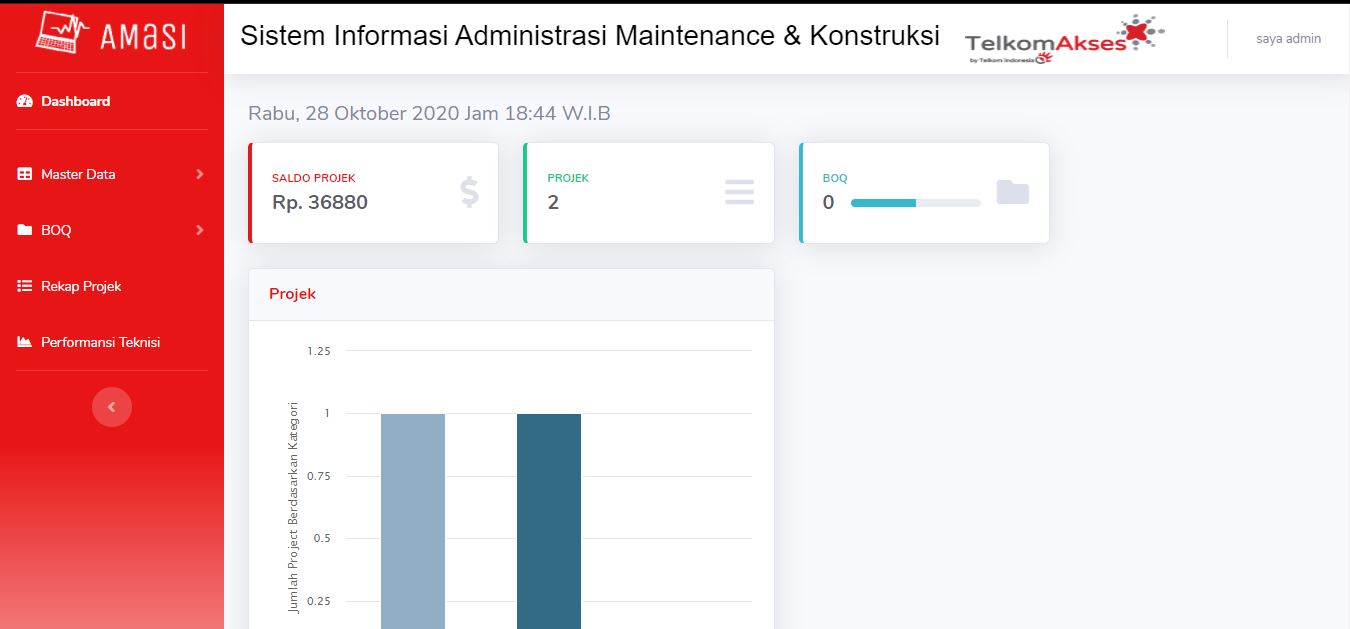 AMASI
Sistem Informasi Administrasi Maintenance & Konstruksi
TelkomAkses
by Telkom Indonesia
saya admin
Dashboard
Master Data
BOQ
Rekap Projek
Performansi Teknisi
Rabu, 28 Oktober 2020 Jam 18:44 W.I.B
SALDO PROJEK
Rp. 36880
$
PROJEK
2
BOQ
0
Projek
Jumlah Project Berdasarkan Kategori
1.25
1
0.75
0.5
0.25